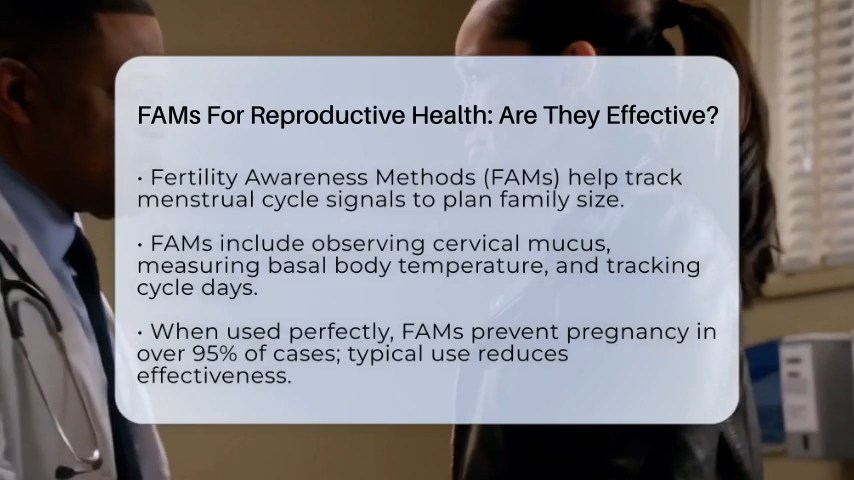 FAMs For Reproductive Health: Are They Effective?
• Fertility Awareness Methods (FAMs) help track
menstrual cycle signals to plan family size.
• FAMs include observing cervical mucus,
measuring basal body temperature, and tracking
cycle days.
• When used perfectly, FAMs prevent pregnancy in
over 95% of cases; typical use reduces
effectiveness.